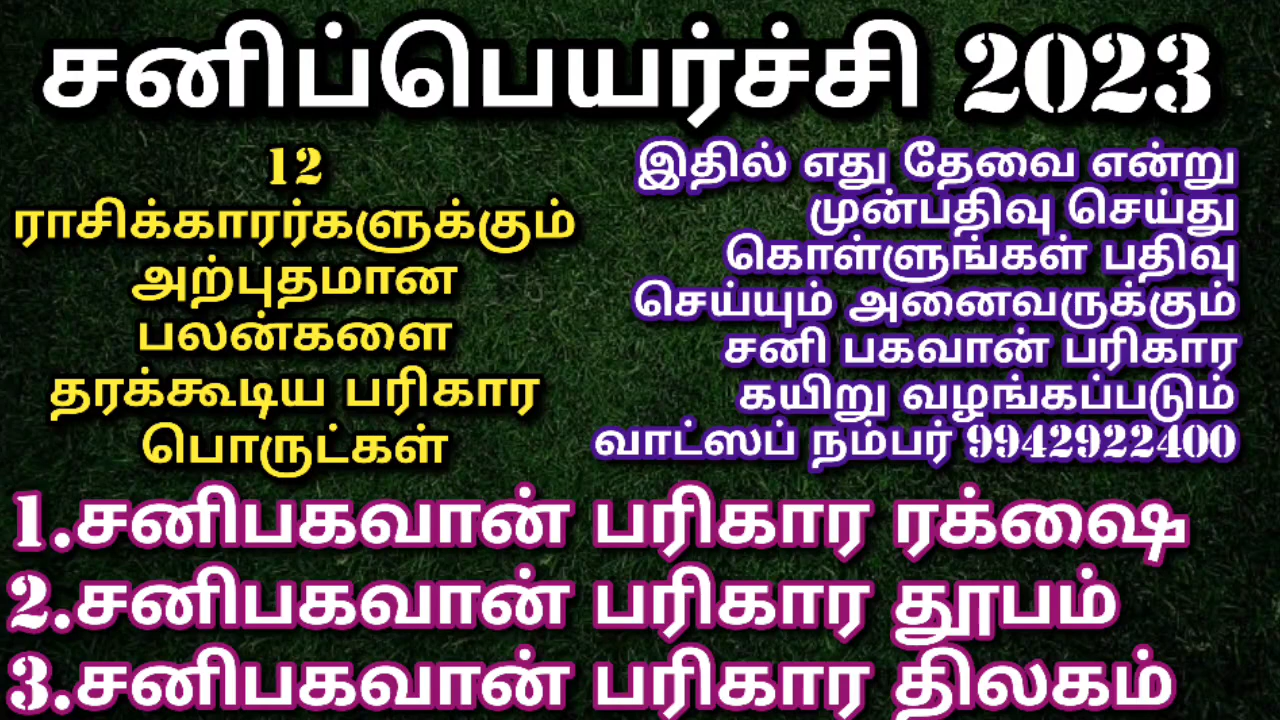 சனிப்பெயர்ச்சி 2023
12
ராசிக்காரர்களுக்கும்
அற்புதமான
பலன்களை
தரக்கூடிய பரிகார
பொருட்கள்
இதில் எது தேவை என்று
முன்பதிவு செய்து
கொள்ளுங்கள் பதிவு
செய்யும் அனைவருக்கும்
சனி பகவான் பரிகார
கயிறு வழங்கப்படும்
வாட்ஸப் நம்பர் 9942922400
1.சனிபகவான் பரிகார ரக்ஷை
2.சனிபகவான் பரிகார தூபம்
3.சனிபகவான் பரிகார திலகம்